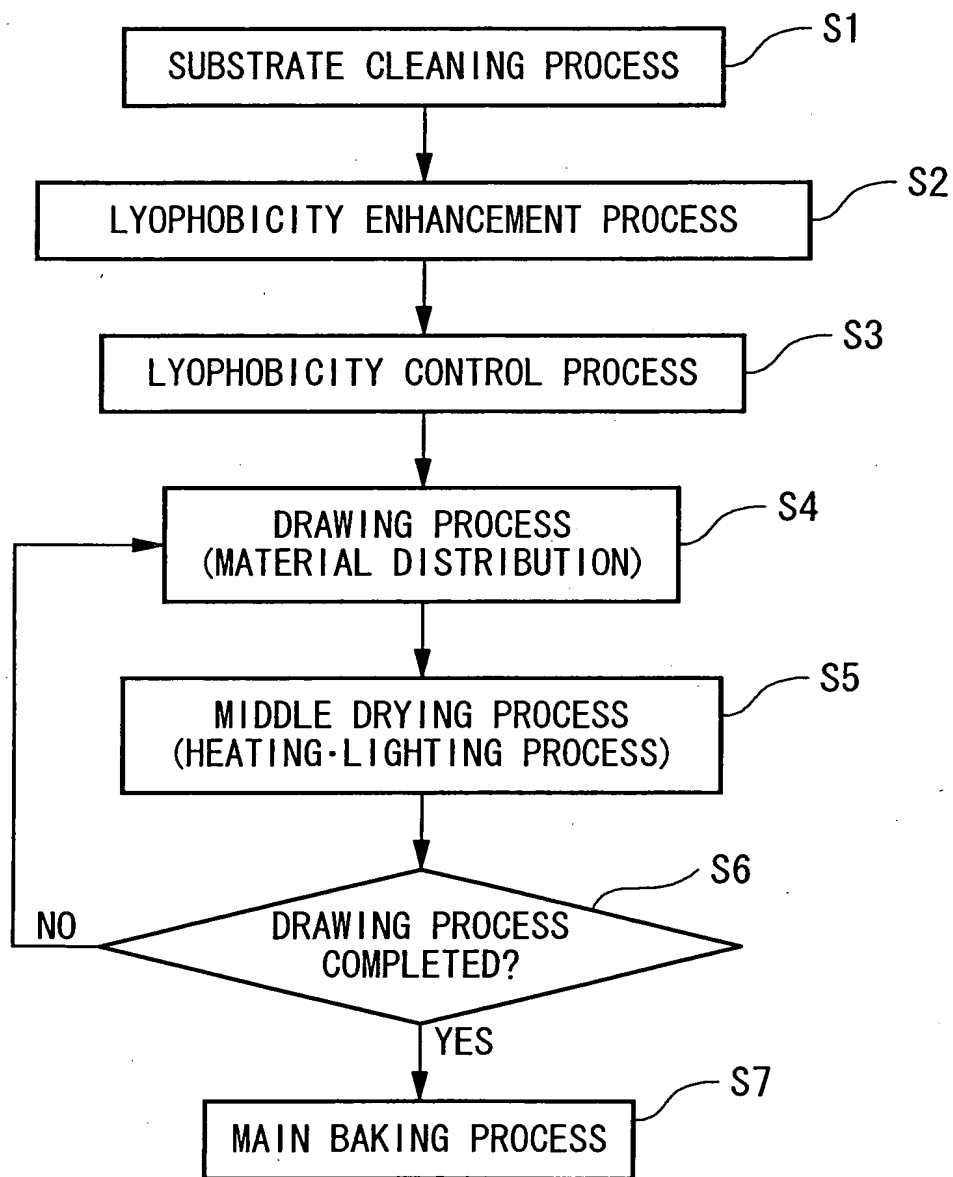 S1
SUBSTRATE CLEANING PROCESS
S2
LYOPHOBICITY ENHANCEMENT PROCESS
S3
LYOPHOBICITY CONTROL PROCESS
S4
DRAWING PROCESS
(MATERIAL DISTRIBUTION)
S5
MIDDLE DRYING PROCESS
(HEATING·LIGHTING PROCESS)
S6
NO
DRAWING PROCESS
COMPLETED?
YES
S7
MAIN BAKING PROCESS